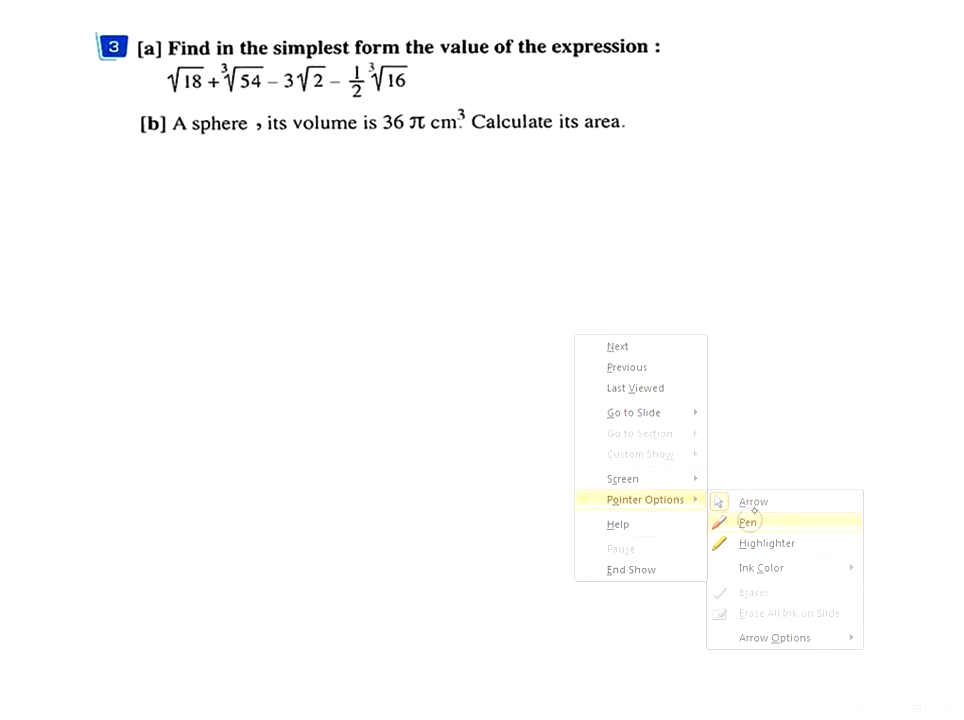 3 [a] Find in the simplest form the value of the expression :
√18 + ∛54 – 3√2 – 1/2 ∛16
[b] A sphere , its volume is 36 π cm³. Calculate its area.
Next
Previous
Last Viewed
Go to Slide
Go to Section
Custom Show
Screen
Pointer Options
Help
Pause
End Show
Arrow
Pen
Highlighter
Ink Color
Eraser
Erase All Ink on Slide
Arrow Options